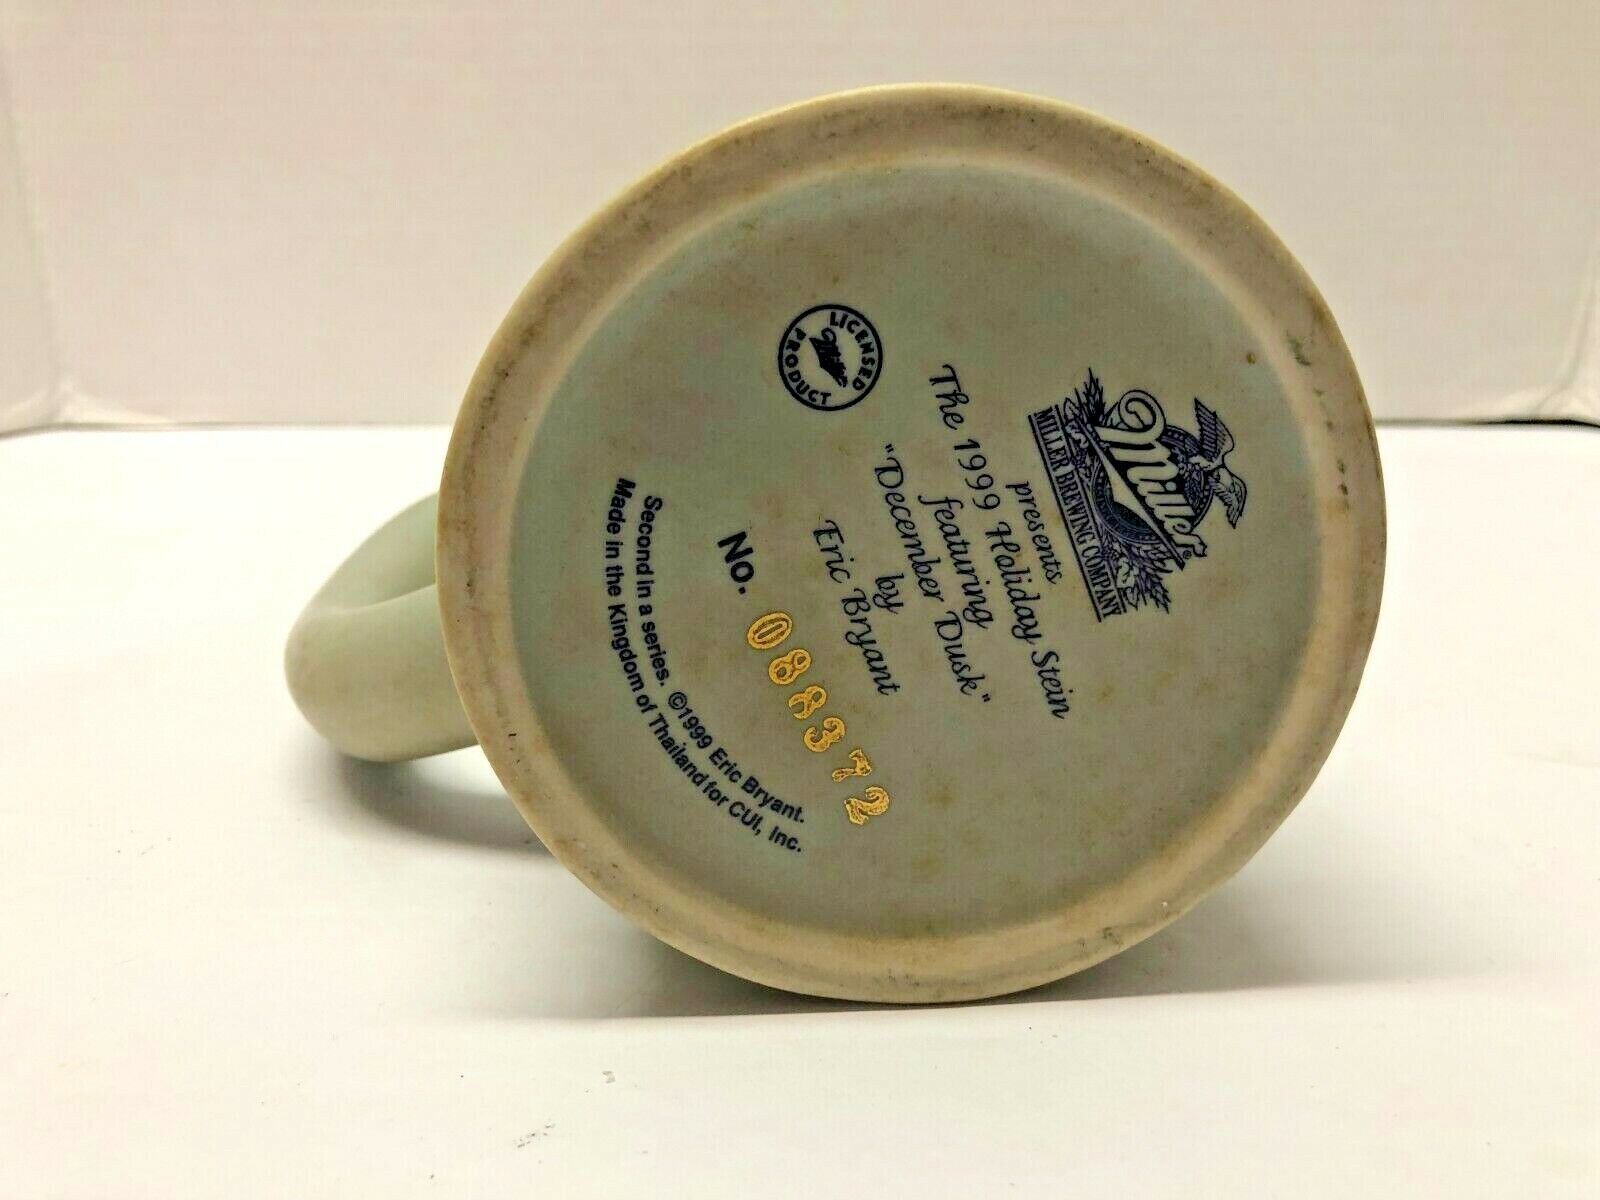 Miller®
MILLER BREWING COMPANY
presents
The 1999 Holiday Stein
featuring
"December Dusk"
by
Eric Bryant
LICENSED
Miller
PRODUCT
No. 088372
Second in a series. ©1999 Eric Bryant.
Made in the Kingdom of Thailand for CUI, Inc.